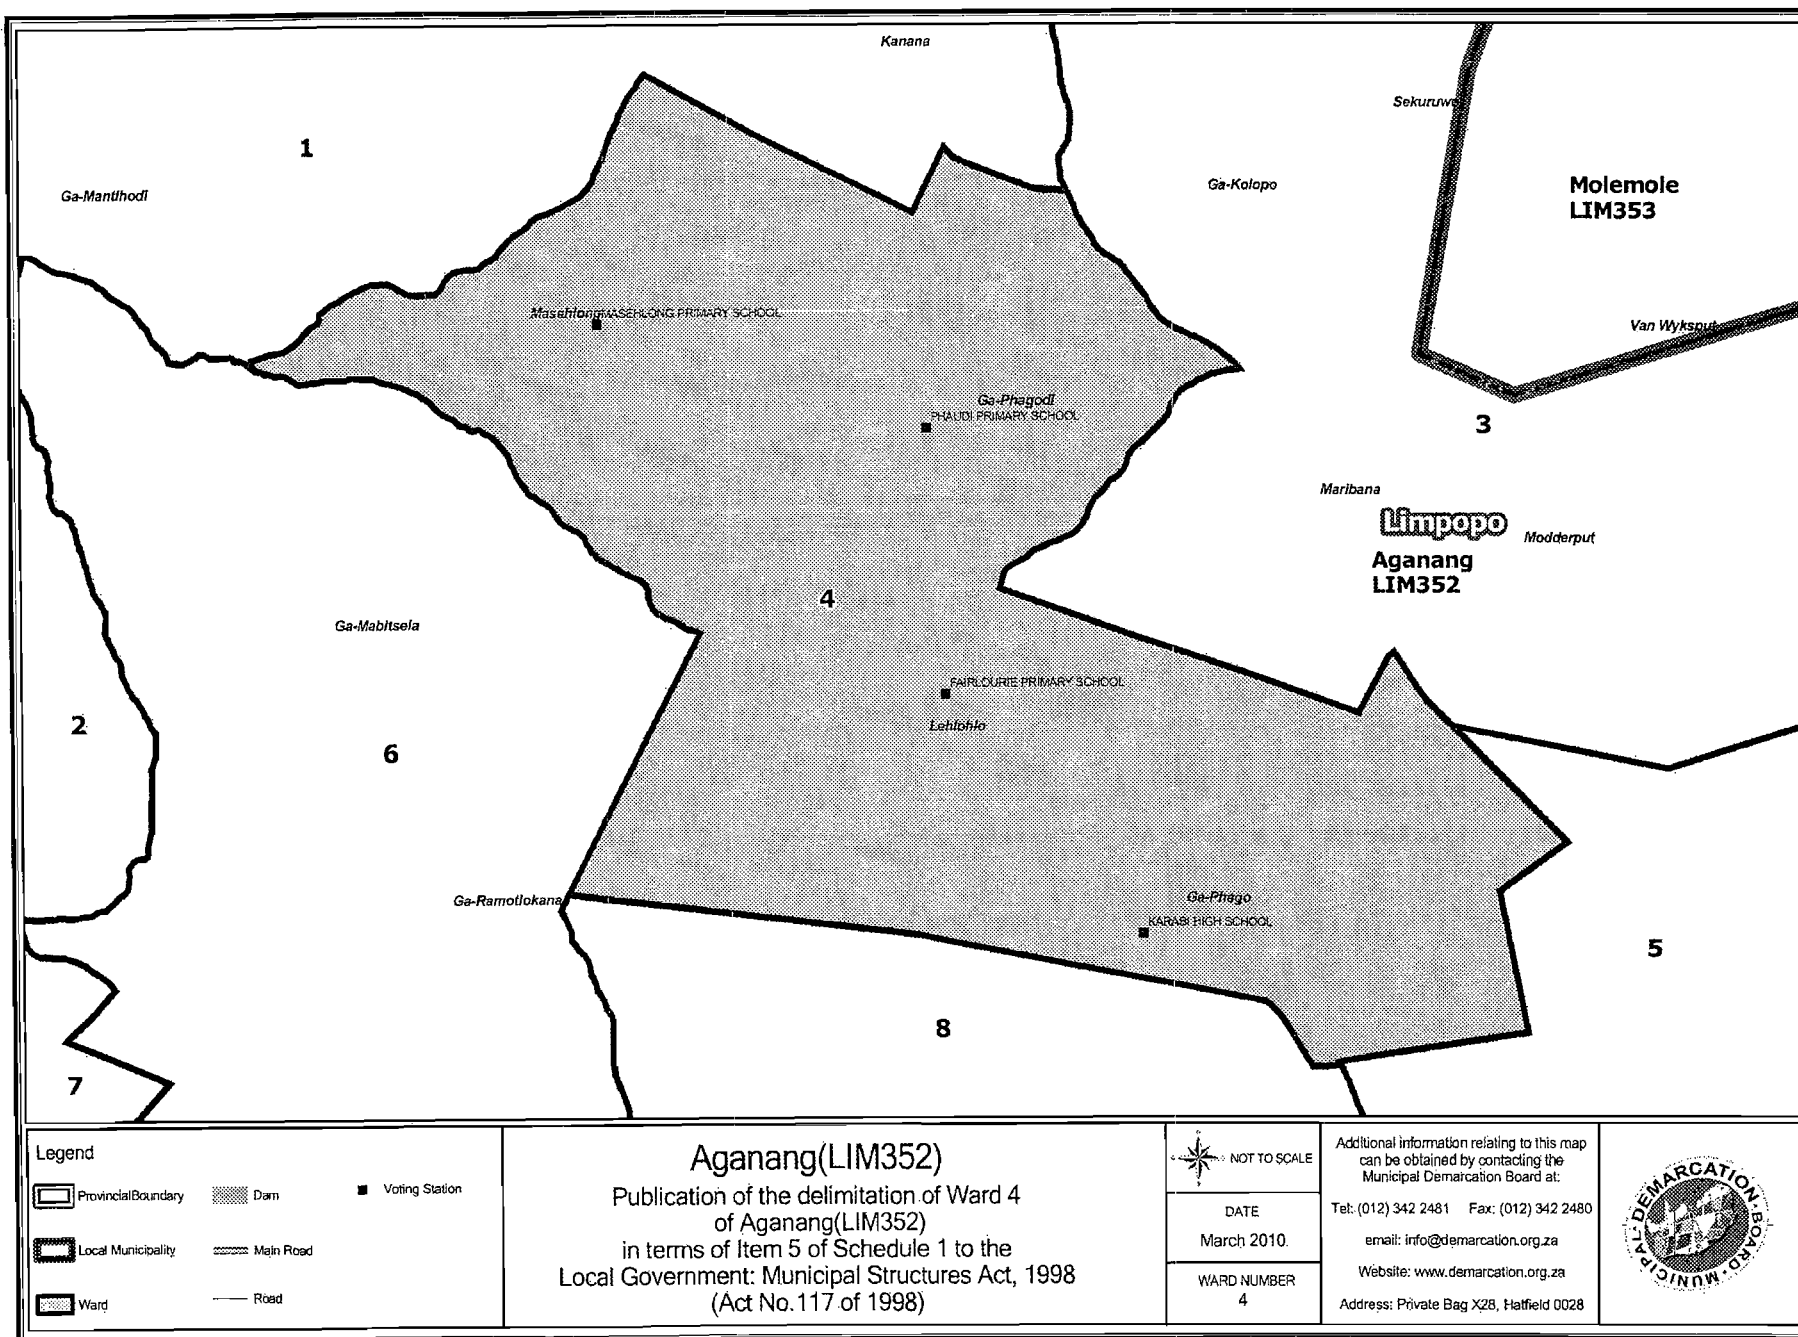 Kanana
Sekuruwe
1
Ga-Mantlhodi
Ga-Kolopo
Molemole
LIM353
Masehlong
MASEHLONG PRIMARY SCHOOL
Van Wyksput
Ga-Phagodi
PHAUDI PRIMARY SCHOOL
3
Maribana
Limpopo
Modderput
Aganang
LIM352
4
Ga-Mabitsela
FAIRLOURIE PRIMARY SCHOOL
Lehlohlo
2
6
Ga-Ramotlokana
Ga-Phago
KARABI HIGH SCHOOL
5
8
7
Legend
Provincial Boundary
Dam
Voting Station
Local Municipality
Main Road
Ward
Road
Aganang(LIM352)
Publication of the delimitation of Ward 4
of Aganang(LIM352)
in terms of Item 5 of Schedule 1 to the
Local Government: Municipal Structures Act, 1998
(Act No.117 of 1998)
NOT TO SCALE
DATE
March 2010.
WARD NUMBER
4
Additional information relating to this map
can be obtained by contacting the
Municipal Demarcation Board at:
Tel: (012) 342 2481 Fax: (012) 342 2480
email: info@demarcation.org.za
Website: www.demarcation.org.za
Address: Private Bag X28, Hatfield 0028
MUNICIPAL DEMARCATION BOARD